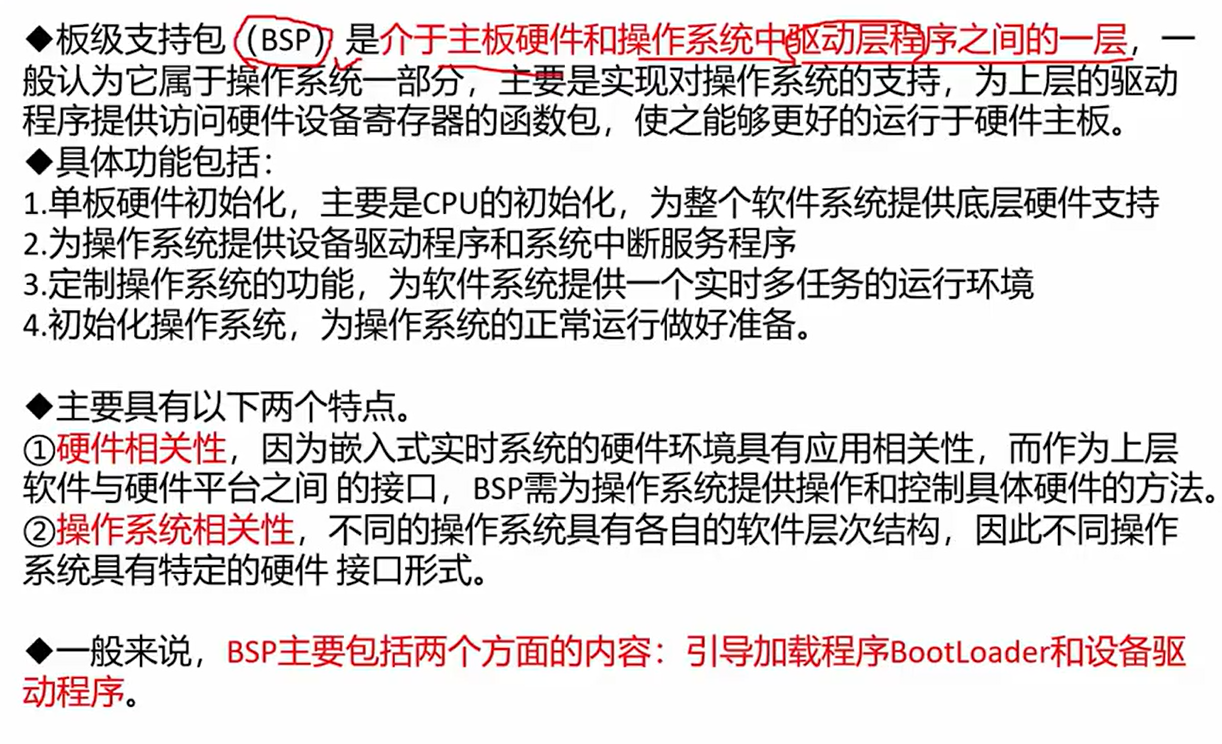 ◆板级支持包（BSP），是介于主板硬件和操作系统中驱动层程序之间的一层，一
般认为它属于操作系统一部分，主要是实现对操作系统的支持，为上层的驱动
程序提供访问硬件设备寄存器的函数包，使之能够更好的运行于硬件主板。
◆具体功能包括：
1.单板硬件初始化，主要是CPU的初始化，为整个软件系统提供底层硬件支持
2.为操作系统提供设备驱动程序和系统中断服务程序
3.定制操作系统的功能，为软件系统提供一个实时多任务的运行环境
4.初始化操作系统，为操作系统的正常运行做好准备。
◆主要具有以下两个特点。
①硬件相关性，因为嵌入式实时系统的硬件环境具有应用相关性，而作为上层
软件与硬件平台之间 的接口，BSP需为操作系统提供操作和控制具体硬件的方法。
②操作系统相关性，不同的操作系统具有各自的软件层次结构，因此不同操作
系统具有特定的硬件 接口形式。
◆一般来说，BSP主要包括两个方面的内容：引导加载程序BootLoader和设备驱
动程序。